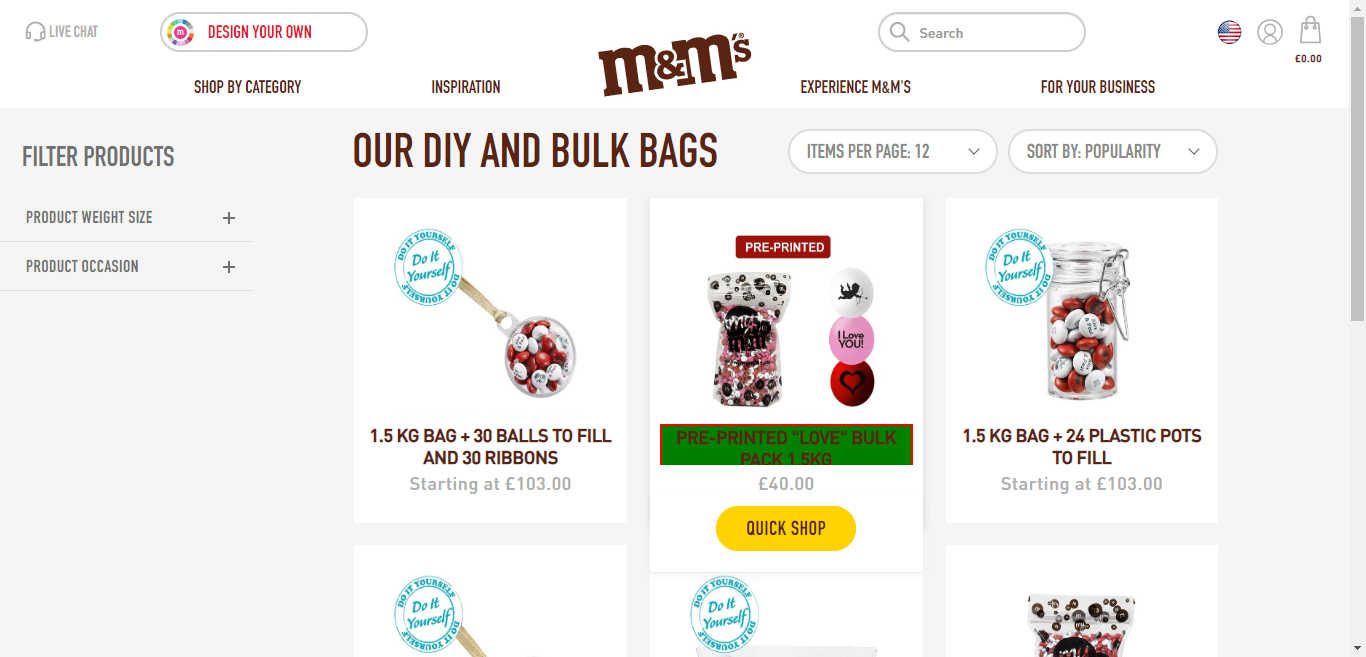 LIVE CHAT
DESIGN YOUR OWN
m&m's
Search
£0.00
SHOP BY CATEGORY
INSPIRATION
EXPERIENCE M&M'S
FOR YOUR BUSINESS
FILTER PRODUCTS
PRODUCT WEIGHT SIZE
PRODUCT OCCASION
OUR DIY AND BULK BAGS
ITEMS PER PAGE: 12
SORT BY: POPULARITY
DO IT YOURSELF
Do It
Yourself
DO IT YOURSELF
1.5 KG BAG + 30 BALLS TO FILL
AND 30 RIBBONS
Starting at £103.00
PRE-PRINTED
I Love
YOU!
PRE-PRINTED "LOVE" BULK
PACK 1.5KG
£40.00
QUICK SHOP
DO IT YOURSELF
Do It
Yourself
DO IT YOURSELF
1.5 KG BAG + 24 PLASTIC POTS
TO FILL
Starting at £103.00
DO IT YOURSELF
Do It
Yourself
DO IT YOURSELF
DO IT YOURSELF
Do It
Yourself
DO IT YOURSELF